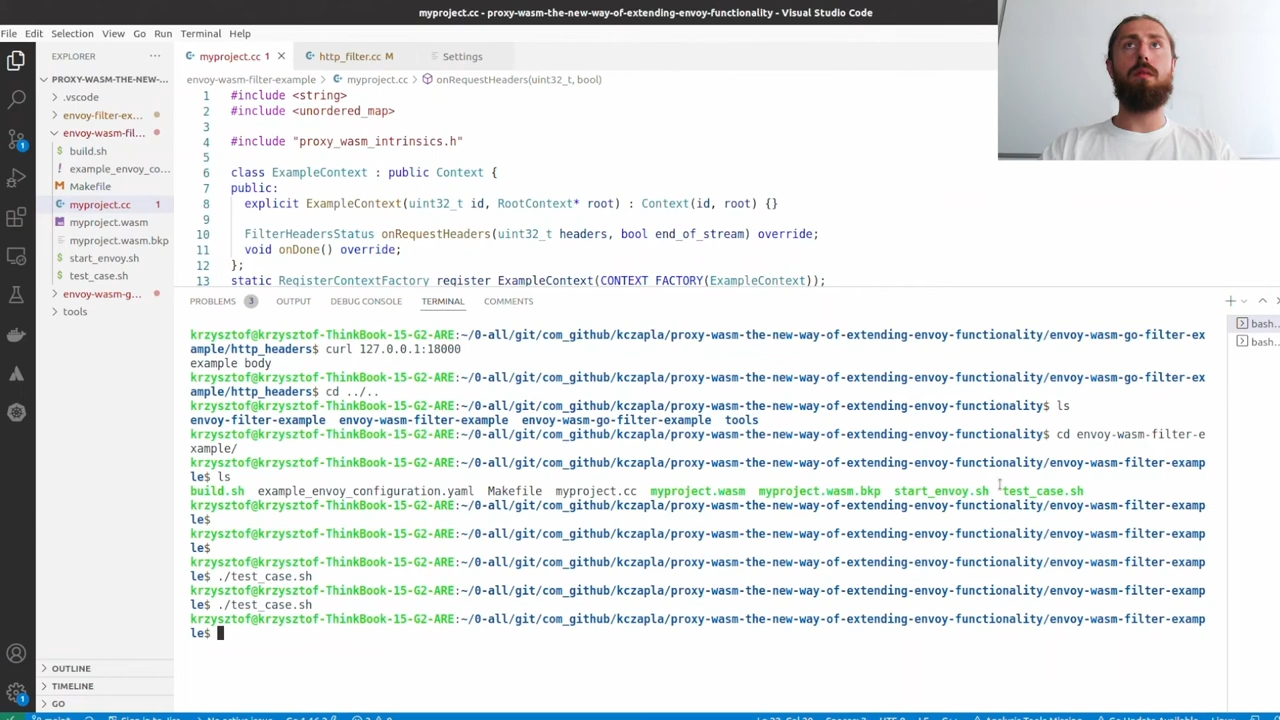 myproject.cc - proxy-wasm-the-new-way-of-extending-envoy-functionality - Visual Studio Code
File Edit Selection View Go Run Terminal Help
EXPLORER ···
PROXY-WASM-THE-NEW-...
.vscode
envoy-filter-ex...
envoy-wasm-fil...
$ build.sh
! example_envoy_co...
Makefile
myproject.cc 1
myproject.wasm
myproject.wasm.bkp
$ start_envoy.sh
$ test_case.sh
envoy-wasm-g...
tools
OUTLINE
TIMELINE
GO
myproject.cc 1 × http_filter.cc M Settings
envoy-wasm-filter-example > myproject.cc > onRequestHeaders(uint32_t, bool)
1 #include <string>
2 #include <unordered_map>
3
4 #include "proxy_wasm_intrinsics.h"
5
6 class ExampleContext : public Context {
7 public:
8 explicit ExampleContext(uint32_t id, RootContext* root) : Context(id, root) {}
9
10 FilterHeadersStatus onRequestHeaders(uint32_t headers, bool end_of_stream) override;
11 void onDone() override;
12 };
13 static RegisterContextFactory register_ExampleContext(CONTEXT_FACTORY(ExampleContext));
PROBLEMS 3 OUTPUT DEBUG CONSOLE TERMINAL COMMENTS
bash...
bash...
krzysztof@krzysztof-ThinkBook-15-G2-ARE:~/0-all/git/com_github/kczapla/proxy-wasm-the-new-way-of-extending-envoy-functionality/envoy-wasm-go-filter-ex
ample/http_headers$ curl 127.0.0.1:18000
example body
krzysztof@krzysztof-ThinkBook-15-G2-ARE:~/0-all/git/com_github/kczapla/proxy-wasm-the-new-way-of-extending-envoy-functionality/envoy-wasm-go-filter-ex
ample/http_headers$ cd ../..
krzysztof@krzysztof-ThinkBook-15-G2-ARE:~/0-all/git/com_github/kczapla/proxy-wasm-the-new-way-of-extending-envoy-functionality$ ls
envoy-filter-example envoy-wasm-filter-example envoy-wasm-go-filter-example tools
krzysztof@krzysztof-ThinkBook-15-G2-ARE:~/0-all/git/com_github/kczapla/proxy-wasm-the-new-way-of-extending-envoy-functionality$ cd envoy-wasm-filter-e
xample/
krzysztof@krzysztof-ThinkBook-15-G2-ARE:~/0-all/git/com_github/kczapla/proxy-wasm-the-new-way-of-extending-envoy-functionality/envoy-wasm-filter-examp
le$ ls
build.sh example_envoy_configuration.yaml Makefile myproject.cc myproject.wasm myproject.wasm.bkp start_envoy.sh test_case.sh
krzysztof@krzysztof-ThinkBook-15-G2-ARE:~/0-all/git/com_github/kczapla/proxy-wasm-the-new-way-of-extending-envoy-functionality/envoy-wasm-filter-examp
le$
krzysztof@krzysztof-ThinkBook-15-G2-ARE:~/0-all/git/com_github/kczapla/proxy-wasm-the-new-way-of-extending-envoy-functionality/envoy-wasm-filter-examp
le$
krzysztof@krzysztof-ThinkBook-15-G2-ARE:~/0-all/git/com_github/kczapla/proxy-wasm-the-new-way-of-extending-envoy-functionality/envoy-wasm-filter-examp
le$ ./test_case.sh
krzysztof@krzysztof-ThinkBook-15-G2-ARE:~/0-all/git/com_github/kczapla/proxy-wasm-the-new-way-of-extending-envoy-functionality/envoy-wasm-filter-examp
le$ ./test_case.sh
krzysztof@krzysztof-ThinkBook-15-G2-ARE:~/0-all/git/com_github/kczapla/proxy-wasm-the-new-way-of-extending-envoy-functionality/envoy-wasm-filter-examp
le$